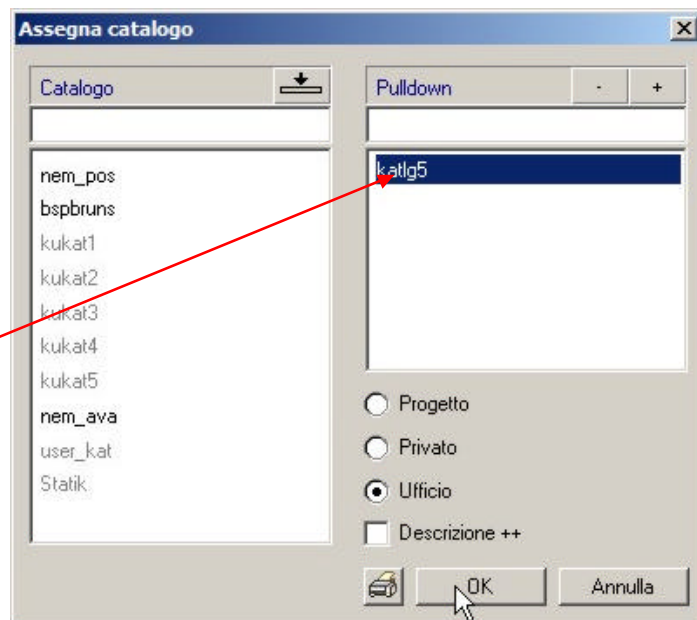 Assegna catalogo
Catalogo
nem_pos
bspbruns
kukat1
kukat2
kukat3
kukat4
kukat5
nem_ava
user_kat
Statik
Pulldown - +
katlg5
Progetto
Privato
Ufficio
Descrizione ++
OK Annulla